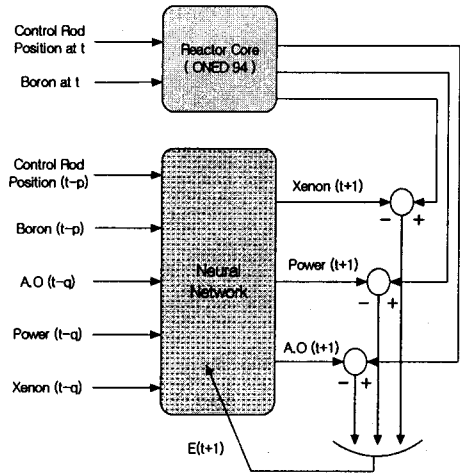 Control Rod
Position at t
Boron at t
Reactor Core
( ONED 94 )
Control Rod
Position (t-p)
Boron (t-p)
A.O (t-q)
Power (t-q)
Xenon (t-q)
Neural
Network
Xenon (t+1)
- +
Power (t+1)
- +
A.O (t+1)
- +
E(t+1)